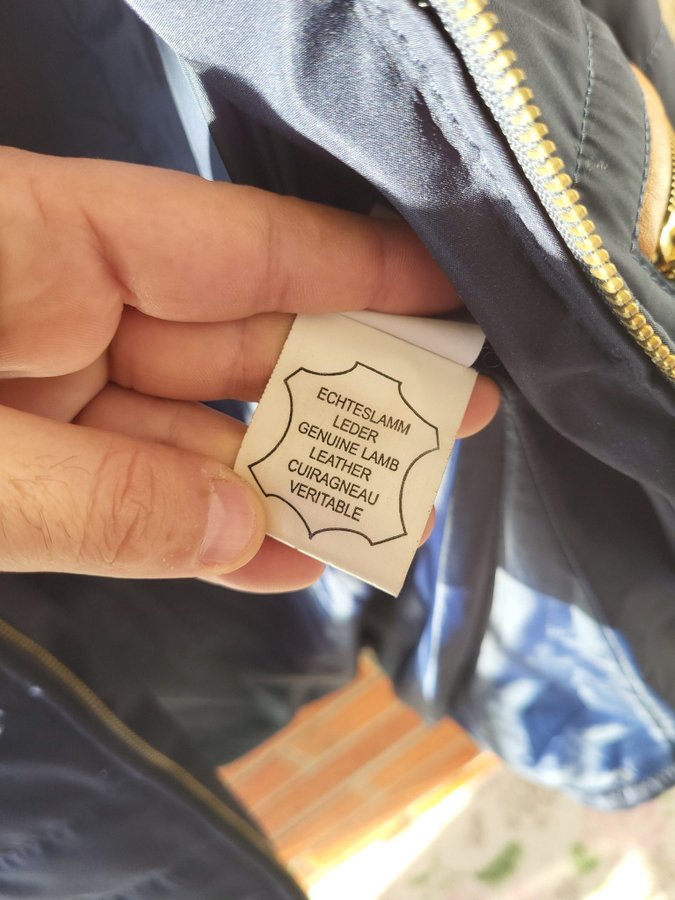 ECHTESLAMM
LEDER
GENUINE LAMB
LEATHER
CUIRAGNEAU
VERITABLE